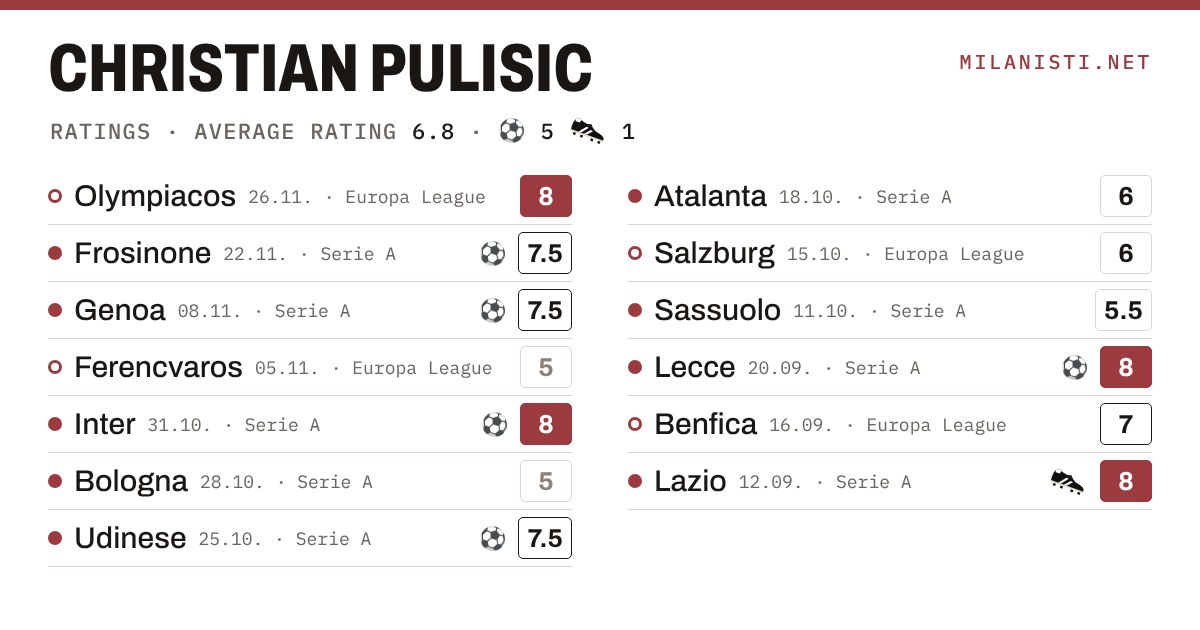 CHRISTIAN PULISIC
MILANISTI.NET
RATINGS · AVERAGE RATING 6.8 · ⚽ 5 1
Olympiacos 26.11. · Europa League 8
Frosinone 22.11. · Serie A ⚽ 7.5
Genoa 08.11. · Serie A ⚽ 7.5
Ferencvaros 05.11. · Europa League 5
Inter 31.10. · Serie A ⚽ 8
Bologna 28.10. · Serie A 5
Udinese 25.10. · Serie A ⚽ 7.5
Atalanta 18.10. · Serie A 6
Salzburg 15.10. · Europa League 6
Sassuolo 11.10. · Serie A 5.5
Lecce 20.09. · Serie A ⚽ 8
Benfica 16.09. · Europa League 7
Lazio 12.09. · Serie A 8